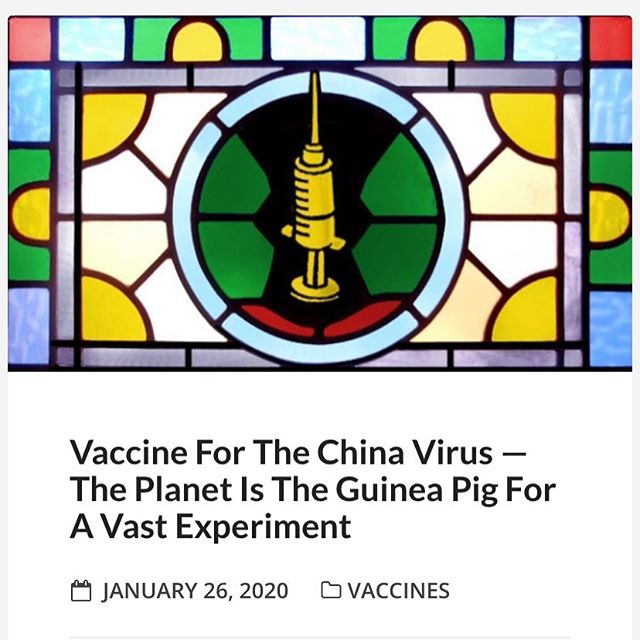 Vaccine For The China Virus —
The Planet Is The Guinea Pig For
A Vast Experiment
JANUARY 26, 2020 VACCINES